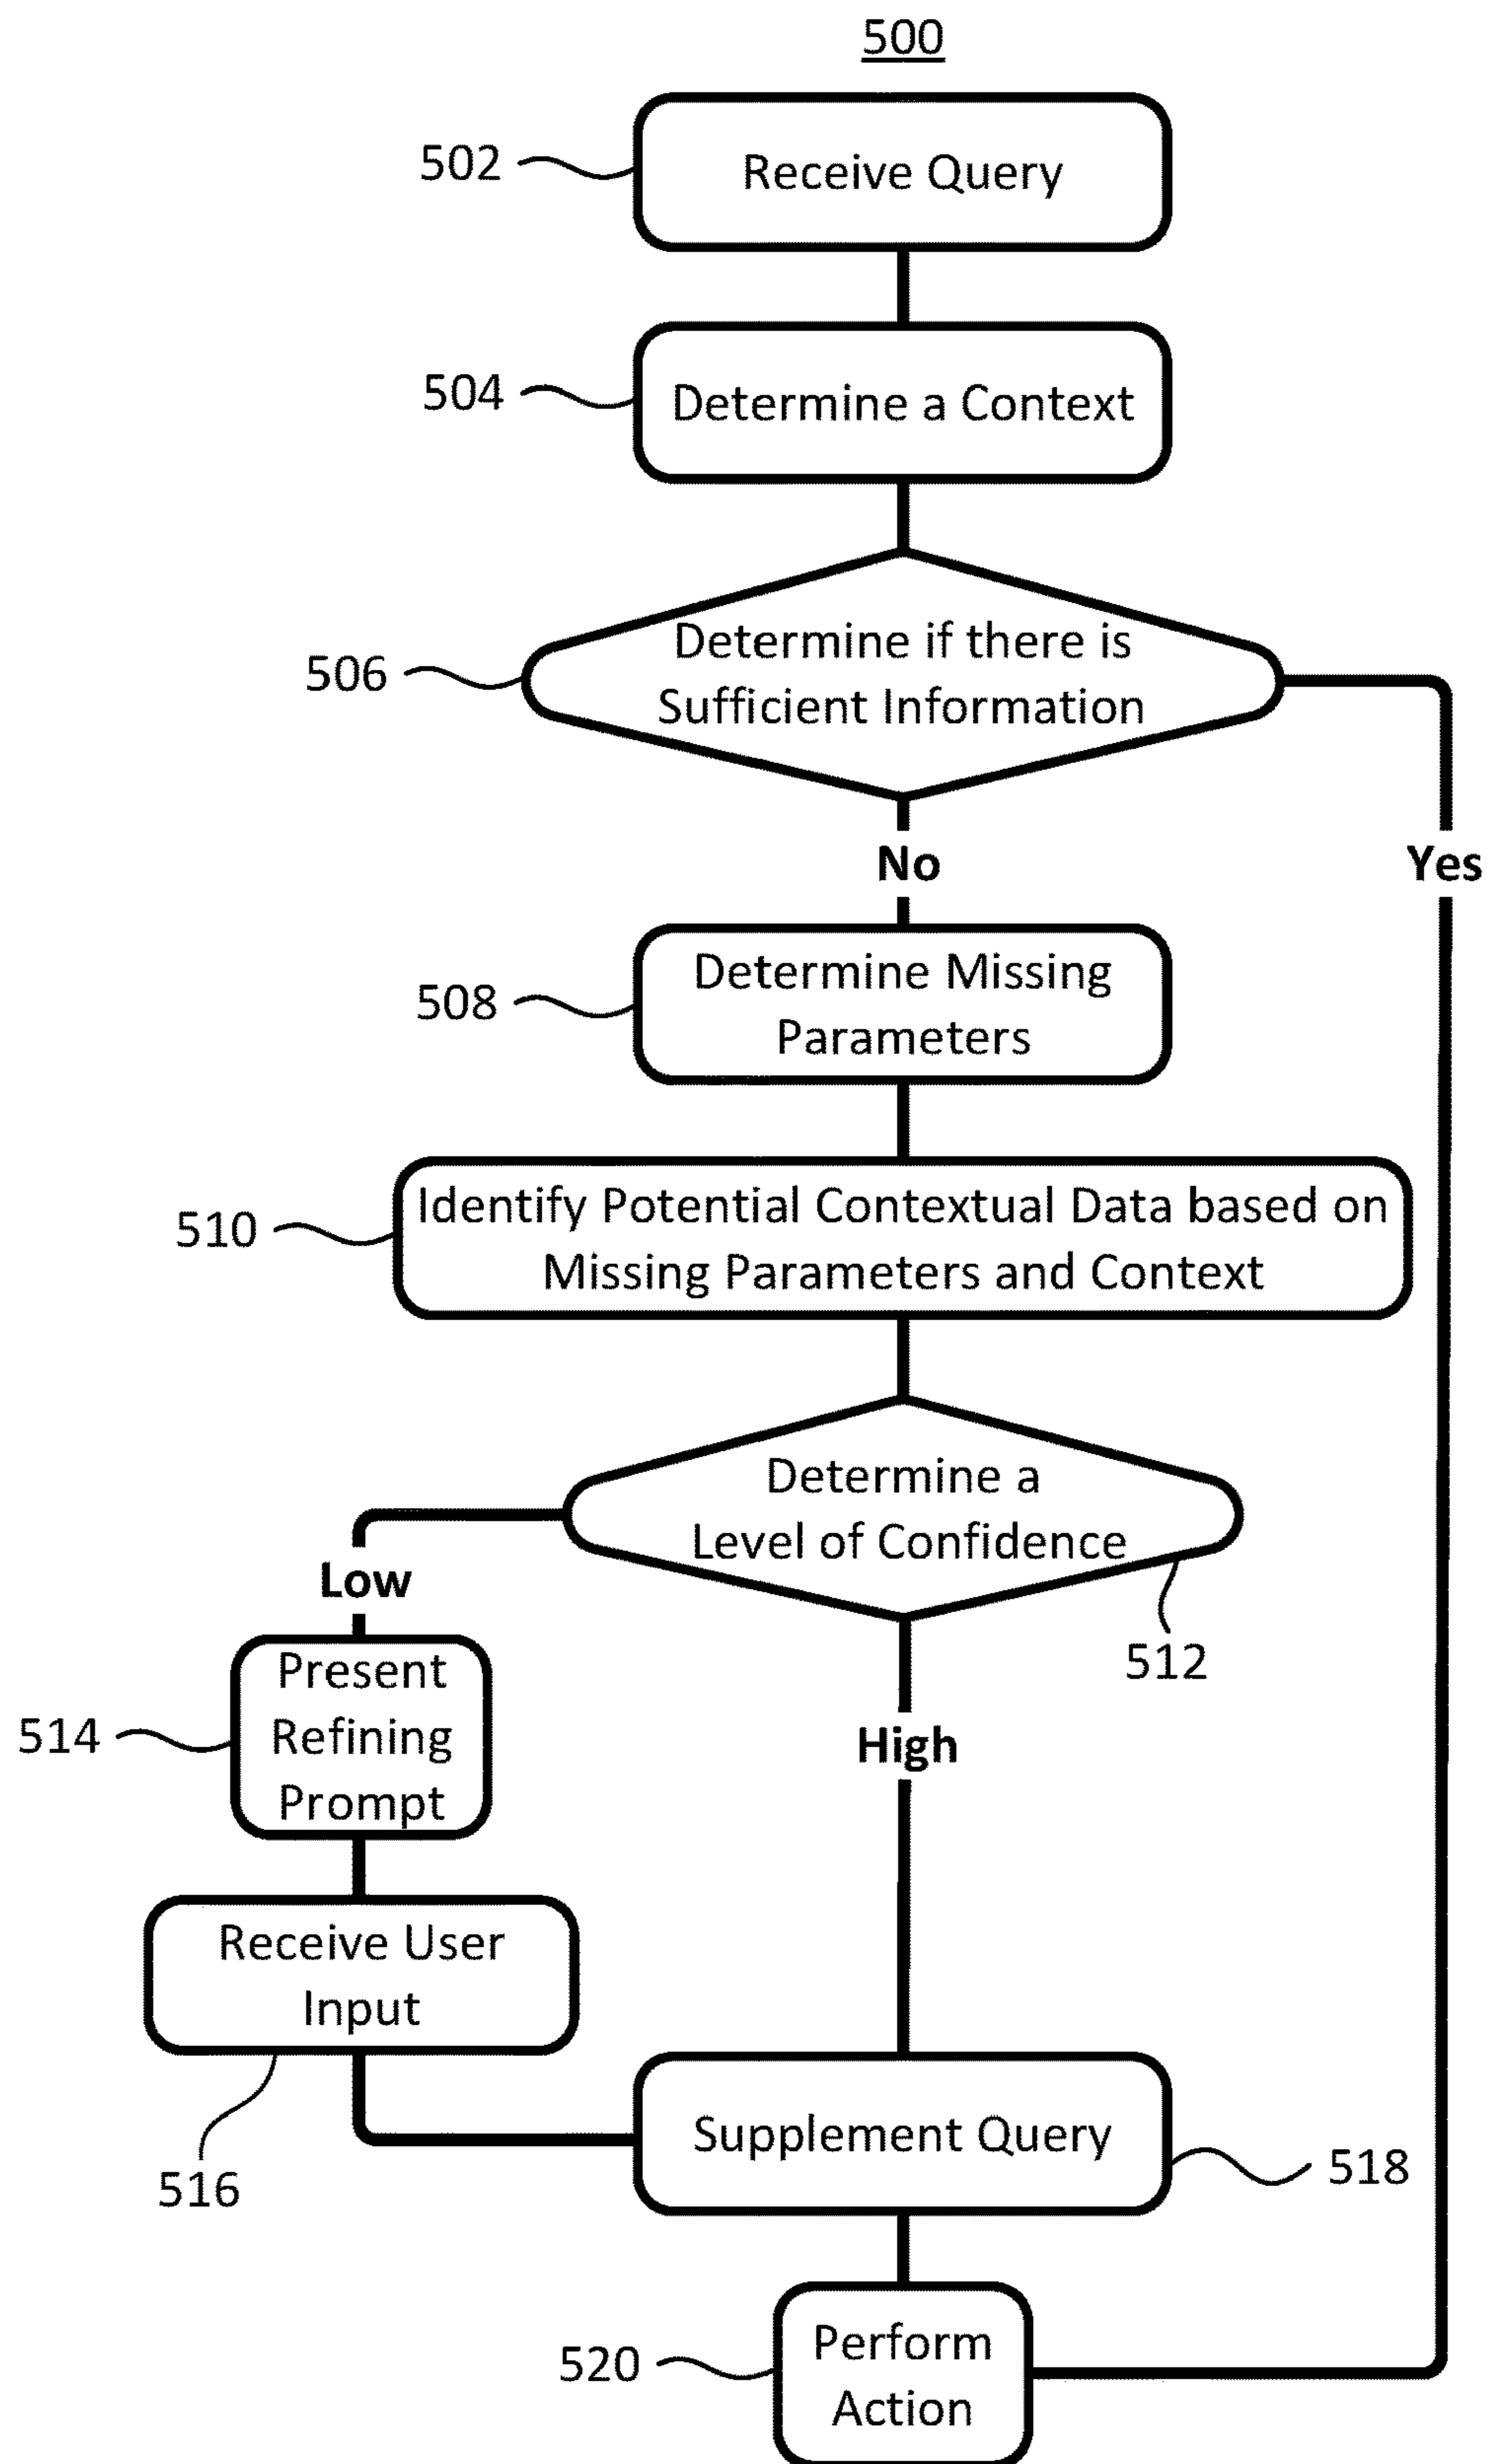 500
502
Receive Query
504
Determine a Context
506
Determine if there is
Sufficient Information
No
Yes
508
Determine Missing
Parameters
510
Identify Potential Contextual Data based on
Missing Parameters and Context
Determine a
Level of Confidence
512
Low
High
514
Present
Refining
Prompt
Receive User
Input
516
Supplement Query
518
520
Perform
Action